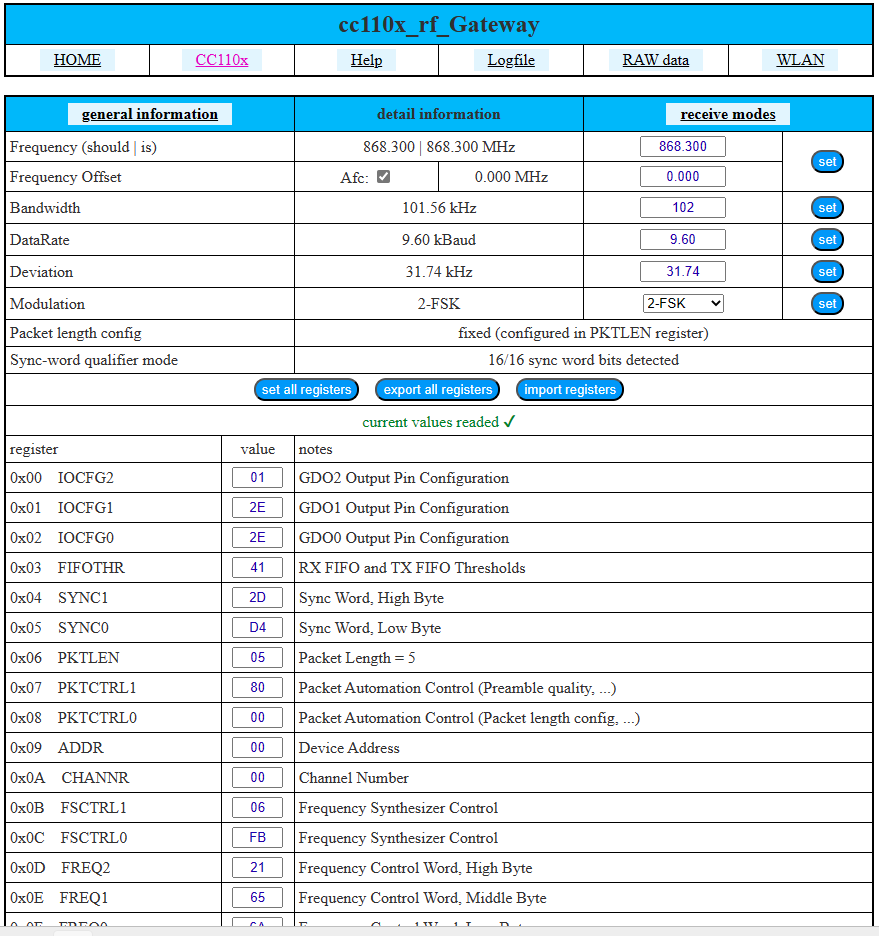 cc110x_rf_Gateway
HOME CC110x Help Logfile RAW data WLAN
general information detail information receive modes
Frequency (should | is) 868.300 | 868.300 MHz 868.300 set
Frequency Offset Afc: 0.000 MHz 0.000
Bandwidth 101.56 kHz 102 set
DataRate 9.60 kBaud 9.60 set
Deviation 31.74 kHz 31.74 set
Modulation 2-FSK 2-FSK set
Packet length config fixed (configured in PKTLEN register)
Sync-word qualifier mode 16/16 sync word bits detected
set all registers export all registers import registers
current values readed ✓
register value notes
0x00 IOCFG2 01 GDO2 Output Pin Configuration
0x01 IOCFG1 2E GDO1 Output Pin Configuration
0x02 IOCFG0 2E GDO0 Output Pin Configuration
0x03 FIFOTHR 41 RX FIFO and TX FIFO Thresholds
0x04 SYNC1 2D Sync Word, High Byte
0x05 SYNC0 D4 Sync Word, Low Byte
0x06 PKTLEN 05 Packet Length = 5
0x07 PKTCTRL1 80 Packet Automation Control (Preamble quality, ...)
0x08 PKTCTRL0 00 Packet Automation Control (Packet length config, ...)
0x09 ADDR 00 Device Address
0x0A CHANNR 00 Channel Number
0x0B FSCTRL1 06 Frequency Synthesizer Control
0x0C FSCTRL0 FB Frequency Synthesizer Control
0x0D FREQ2 21 Frequency Control Word, High Byte
0x0E FREQ1 65 Frequency Control Word, Middle Byte